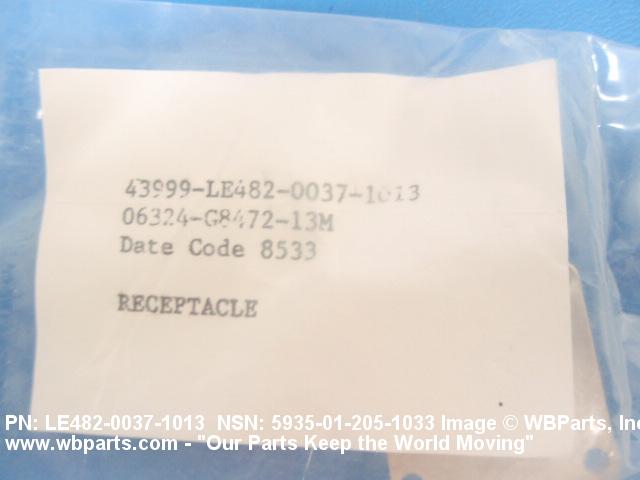 43999-LE482-0037-1013
06324-G8472-13M
Date Code 8533
RECEPTACLE
PN: LE482-0037-1013 NSN: 5935-01-205-1033 Image © WBParts, Inc
www.wbparts.com - "Our Parts Keep the World Moving"